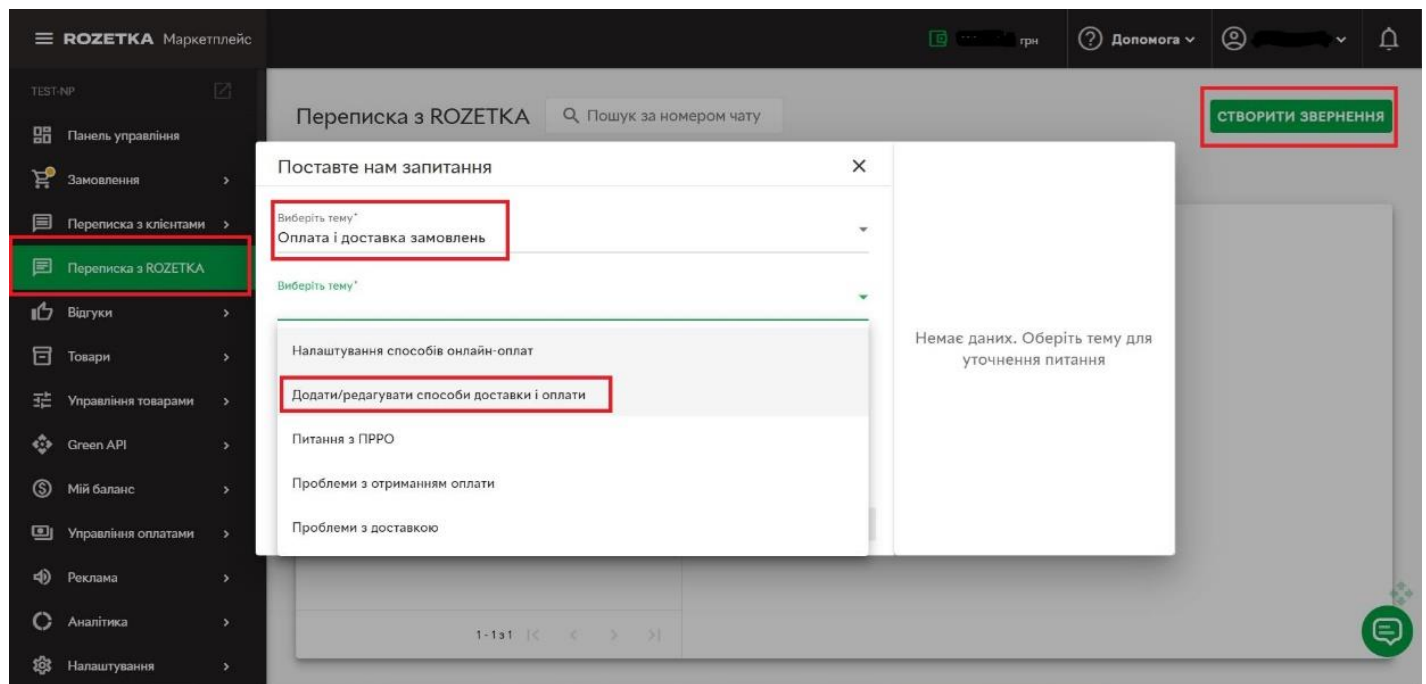 ROZETKA Маркетплейс
грн
Допомога
TEST-NP
Панель управління
Замовлення
Переписка з клієнтами
Переписка з ROZETKA
Відгуки
Товари
Управління товарами
Green API
Мій баланс
Управління оплатами
Реклама
Аналітика
Налаштування
Переписка з ROZETKA
Пошук за номером чату
СТВОРИТИ ЗВЕРНЕННЯ
Поставте нам запитання
Виберіть тему*
Оплата і доставка замовлень
Виберіть тему*
Налаштування способів онлайн-оплат
Додати/редагувати способи доставки і оплати
Питання з ПРРО
Проблеми з отриманням оплати
Проблеми з доставкою
Немає даних. Оберіть тему для
уточнення питання
1-1 з 1